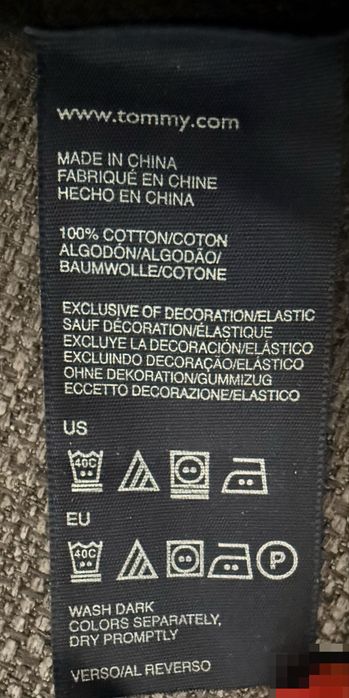 www.tommy.com
MADE IN CHINA
FABRIQUÉ EN CHINE
HECHO EN CHINA
100% COTTON/COTON
ALGODÓN/ALGODÃO/
BAUMWOLLE/COTONE
EXCLUSIVE OF DECORATION/ELASTIC
SAUF DÉCORATION/ÉLASTIQUE
EXCLUYE LA DECORACIÓN/ELÁSTICO
EXCLUINDO DECORAÇÃO/ELÁSTICO
OHNE DEKORATION/GUMMIZUG
ECCETTO DECORAZIONE/ELASTICO
US
40C
EU
40C P
WASH DARK
COLORS SEPARATELY,
DRY PROMPTLY
VERSO/AL REVERSO